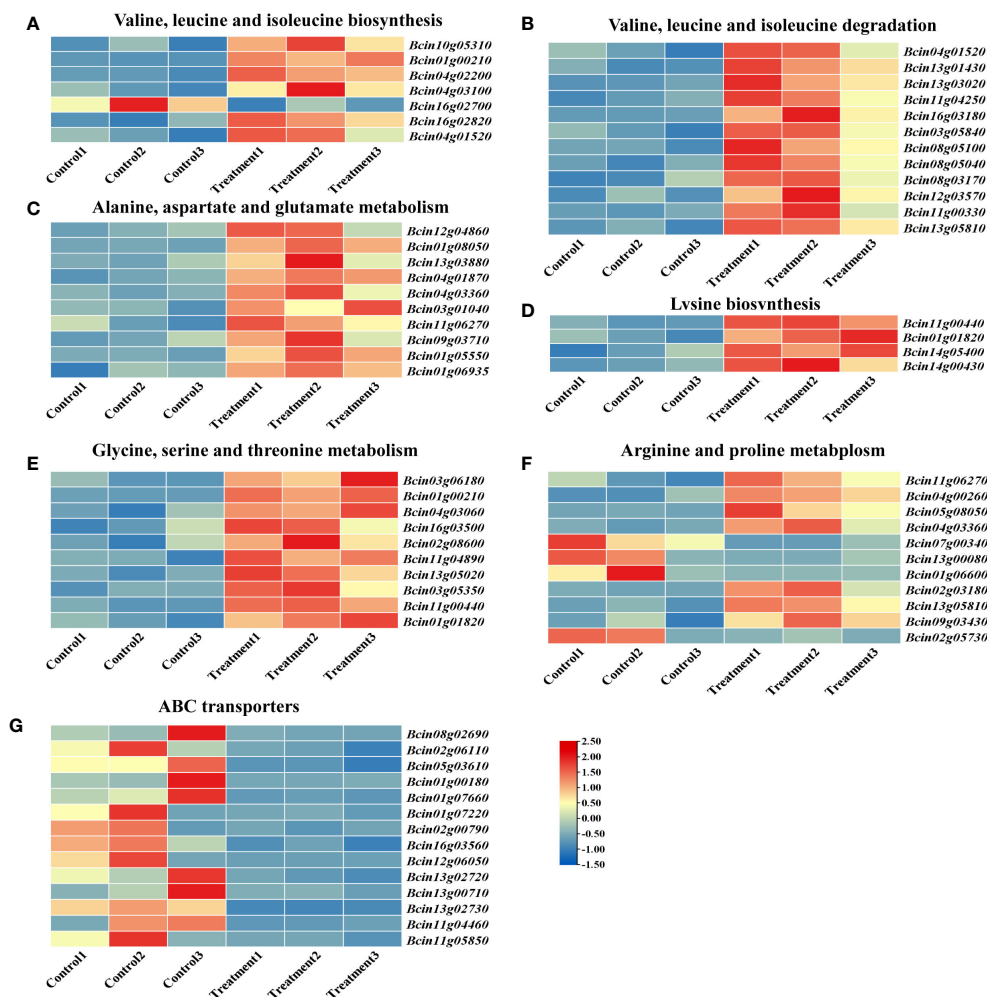 A
Valine, leucine and isoleucine biosynthesis
Bcin10g05310
Bcin01g00210
Bcin04g02200
Bcin04g03100
Bcin16g02700
Bcin16g02820
Bcin04g01520
Control1
Control2
Control3
Treatment1
Treatment2
Treatment3
B
Valine, leucine and isoleucine degradation
Bcin04g01520
Bcin13g01430
Bcin13g03020
Bcin11g04250
Bcin16g03180
Bcin03g05840
Bcin08g05100
Bcin08g05040
Bcin08g03170
Bcin12g03570
Bcin11g00330
Bcin13g05810
Control1
Control2
Control3
Treatment1
Treatment2
Treatment3
C
Alanine, aspartate and glutamate metabolism
Bcin12g04860
Bcin01g08050
Bcin13g03880
Bcin04g01870
Bcin04g03360
Bcin03g01040
Bcin11g06270
Bcin09g03710
Bcin01g05550
Bcin01g06935
Control1
Control2
Control3
Treatment1
Treatment2
Treatment3
D
Lvsine biosvnthesis
Bcin11g00440
Bcin01g01820
Bcin14g05400
Bcin14g00430
Control1
Control2
Control3
Treatment1
Treatment2
Treatment3
E
Glycine, serine and threonine metabolism
Bcin03g06180
Bcin01g00210
Bcin04g03060
Bcin16g03500
Bcin02g08600
Bcin11g04890
Bcin13g05020
Bcin03g05350
Bcin11g00440
Bcin01g01820
Control1
Control2
Control3
Treatment1
Treatment2
Treatment3
F
Arginine and proline metabplosm
Bcin11g06270
Bcin04g00260
Bcin05g08050
Bcin04g03360
Bcin07g00340
Bcin13g00080
Bcin01g06600
Bcin02g03180
Bcin13g05810
Bcin09g03430
Bcin02g05730
Control1
Control2
Control3
Treatment1
Treatment2
Treatment3
G
ABC transporters
Bcin08g02690
Bcin02g06110
Bcin05g03610
Bcin01g00180
Bcin01g07660
Bcin01g07220
Bcin02g00790
Bcin16g03560
Bcin12g06050
Bcin13g02720
Bcin13g00710
Bcin13g02730
Bcin11g04460
Bcin11g05850
Control1
Control2
Control3
Treatment1
Treatment2
Treatment3
2.50
2.00
1.50
1.00
0.50
0.00
-0.50
-1.00
-1.50